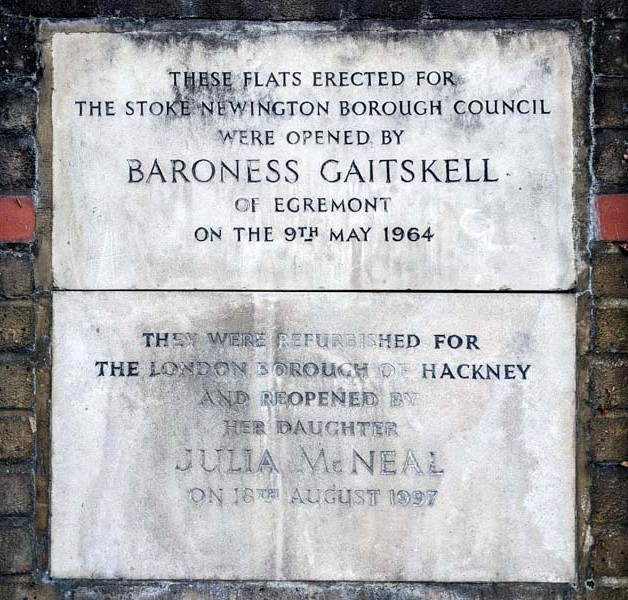 THESE FLATS ERECTED FOR
THE STOKE NEWINGTON BOROUGH COUNCIL
WERE OPENED BY
BARONESS GAITSKELL
OF EGREMONT
ON THE 9TH MAY 1964
THEY WERE REFURBISHED FOR
THE LONDON BOROUGH OF HACKNEY
AND REOPENED BY
HER DAUGHTER
JULIA McNEAL
ON 18TH AUGUST 1997